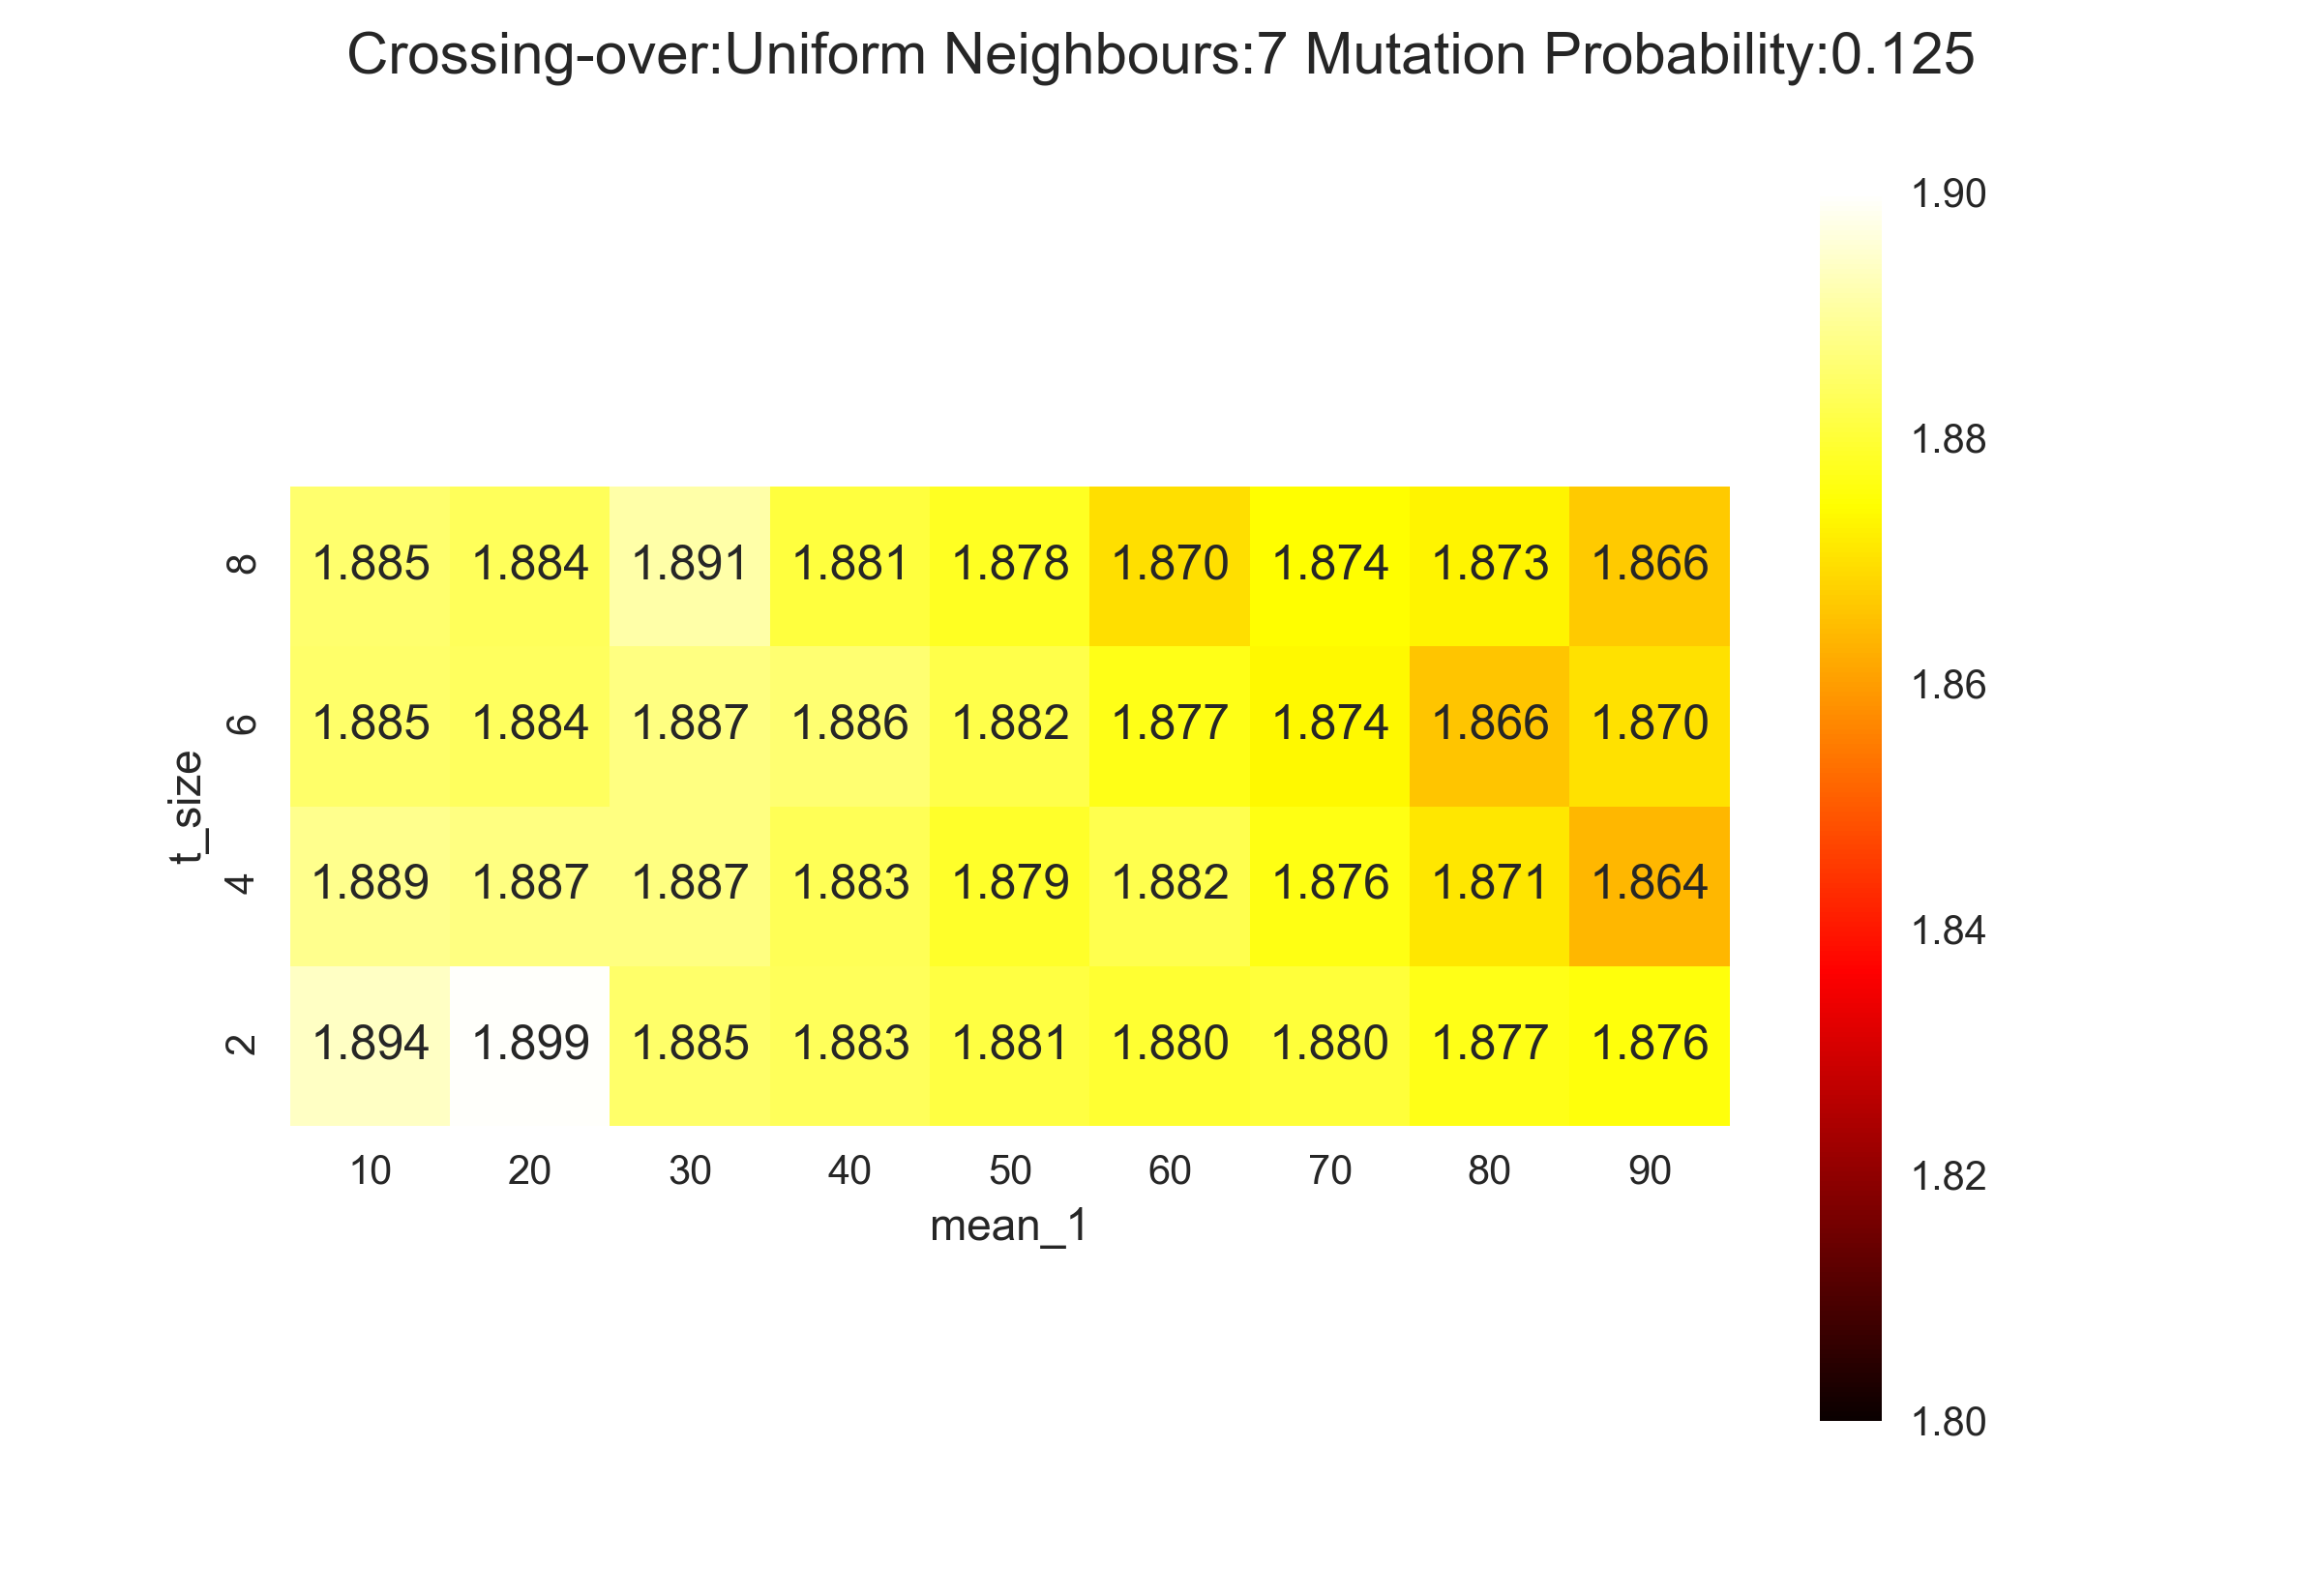 Crossing-over:Uniform Neighbours:7 Mutation Probability:0.125
1.90
1.88
1.86
1.84
1.82
1.80
t_size
8 1.885 1.884 1.891 1.881 1.878 1.870 1.874 1.873 1.866
6 1.885 1.884 1.887 1.886 1.882 1.877 1.874 1.866 1.870
4 1.889 1.887 1.887 1.883 1.879 1.882 1.876 1.871 1.864
2 1.894 1.899 1.885 1.883 1.881 1.880 1.880 1.877 1.876
10 20 30 40 50 60 70 80 90
mean_1